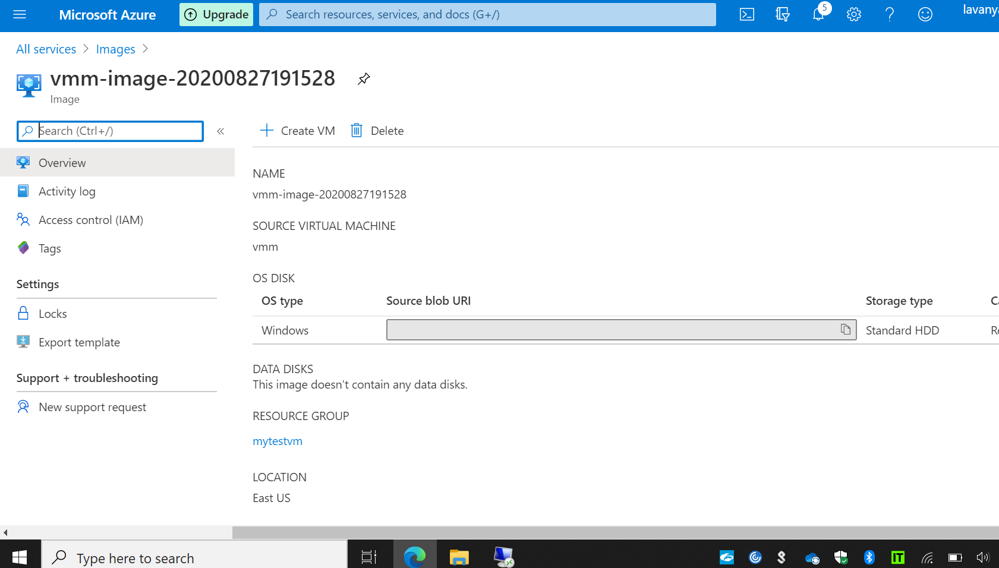 Microsoft Azure
Upgrade
Search resources, services, and docs (G+/)
5
All services > Images >
vmm-image-20200827191528
Image
Search (Ctrl+/)
«
Create VM
Delete
Overview
Activity log
Access control (IAM)
Tags
Settings
Locks
Export template
Support + troubleshooting
New support request
NAME
vmm-image-20200827191528
SOURCE VIRTUAL MACHINE
vmm
OS DISK
OS type Source blob URI Storage type
Windows Standard HDD
DATA DISKS
This image doesn't contain any data disks.
RESOURCE GROUP
mytestvm
LOCATION
East US
Type here to search
IT